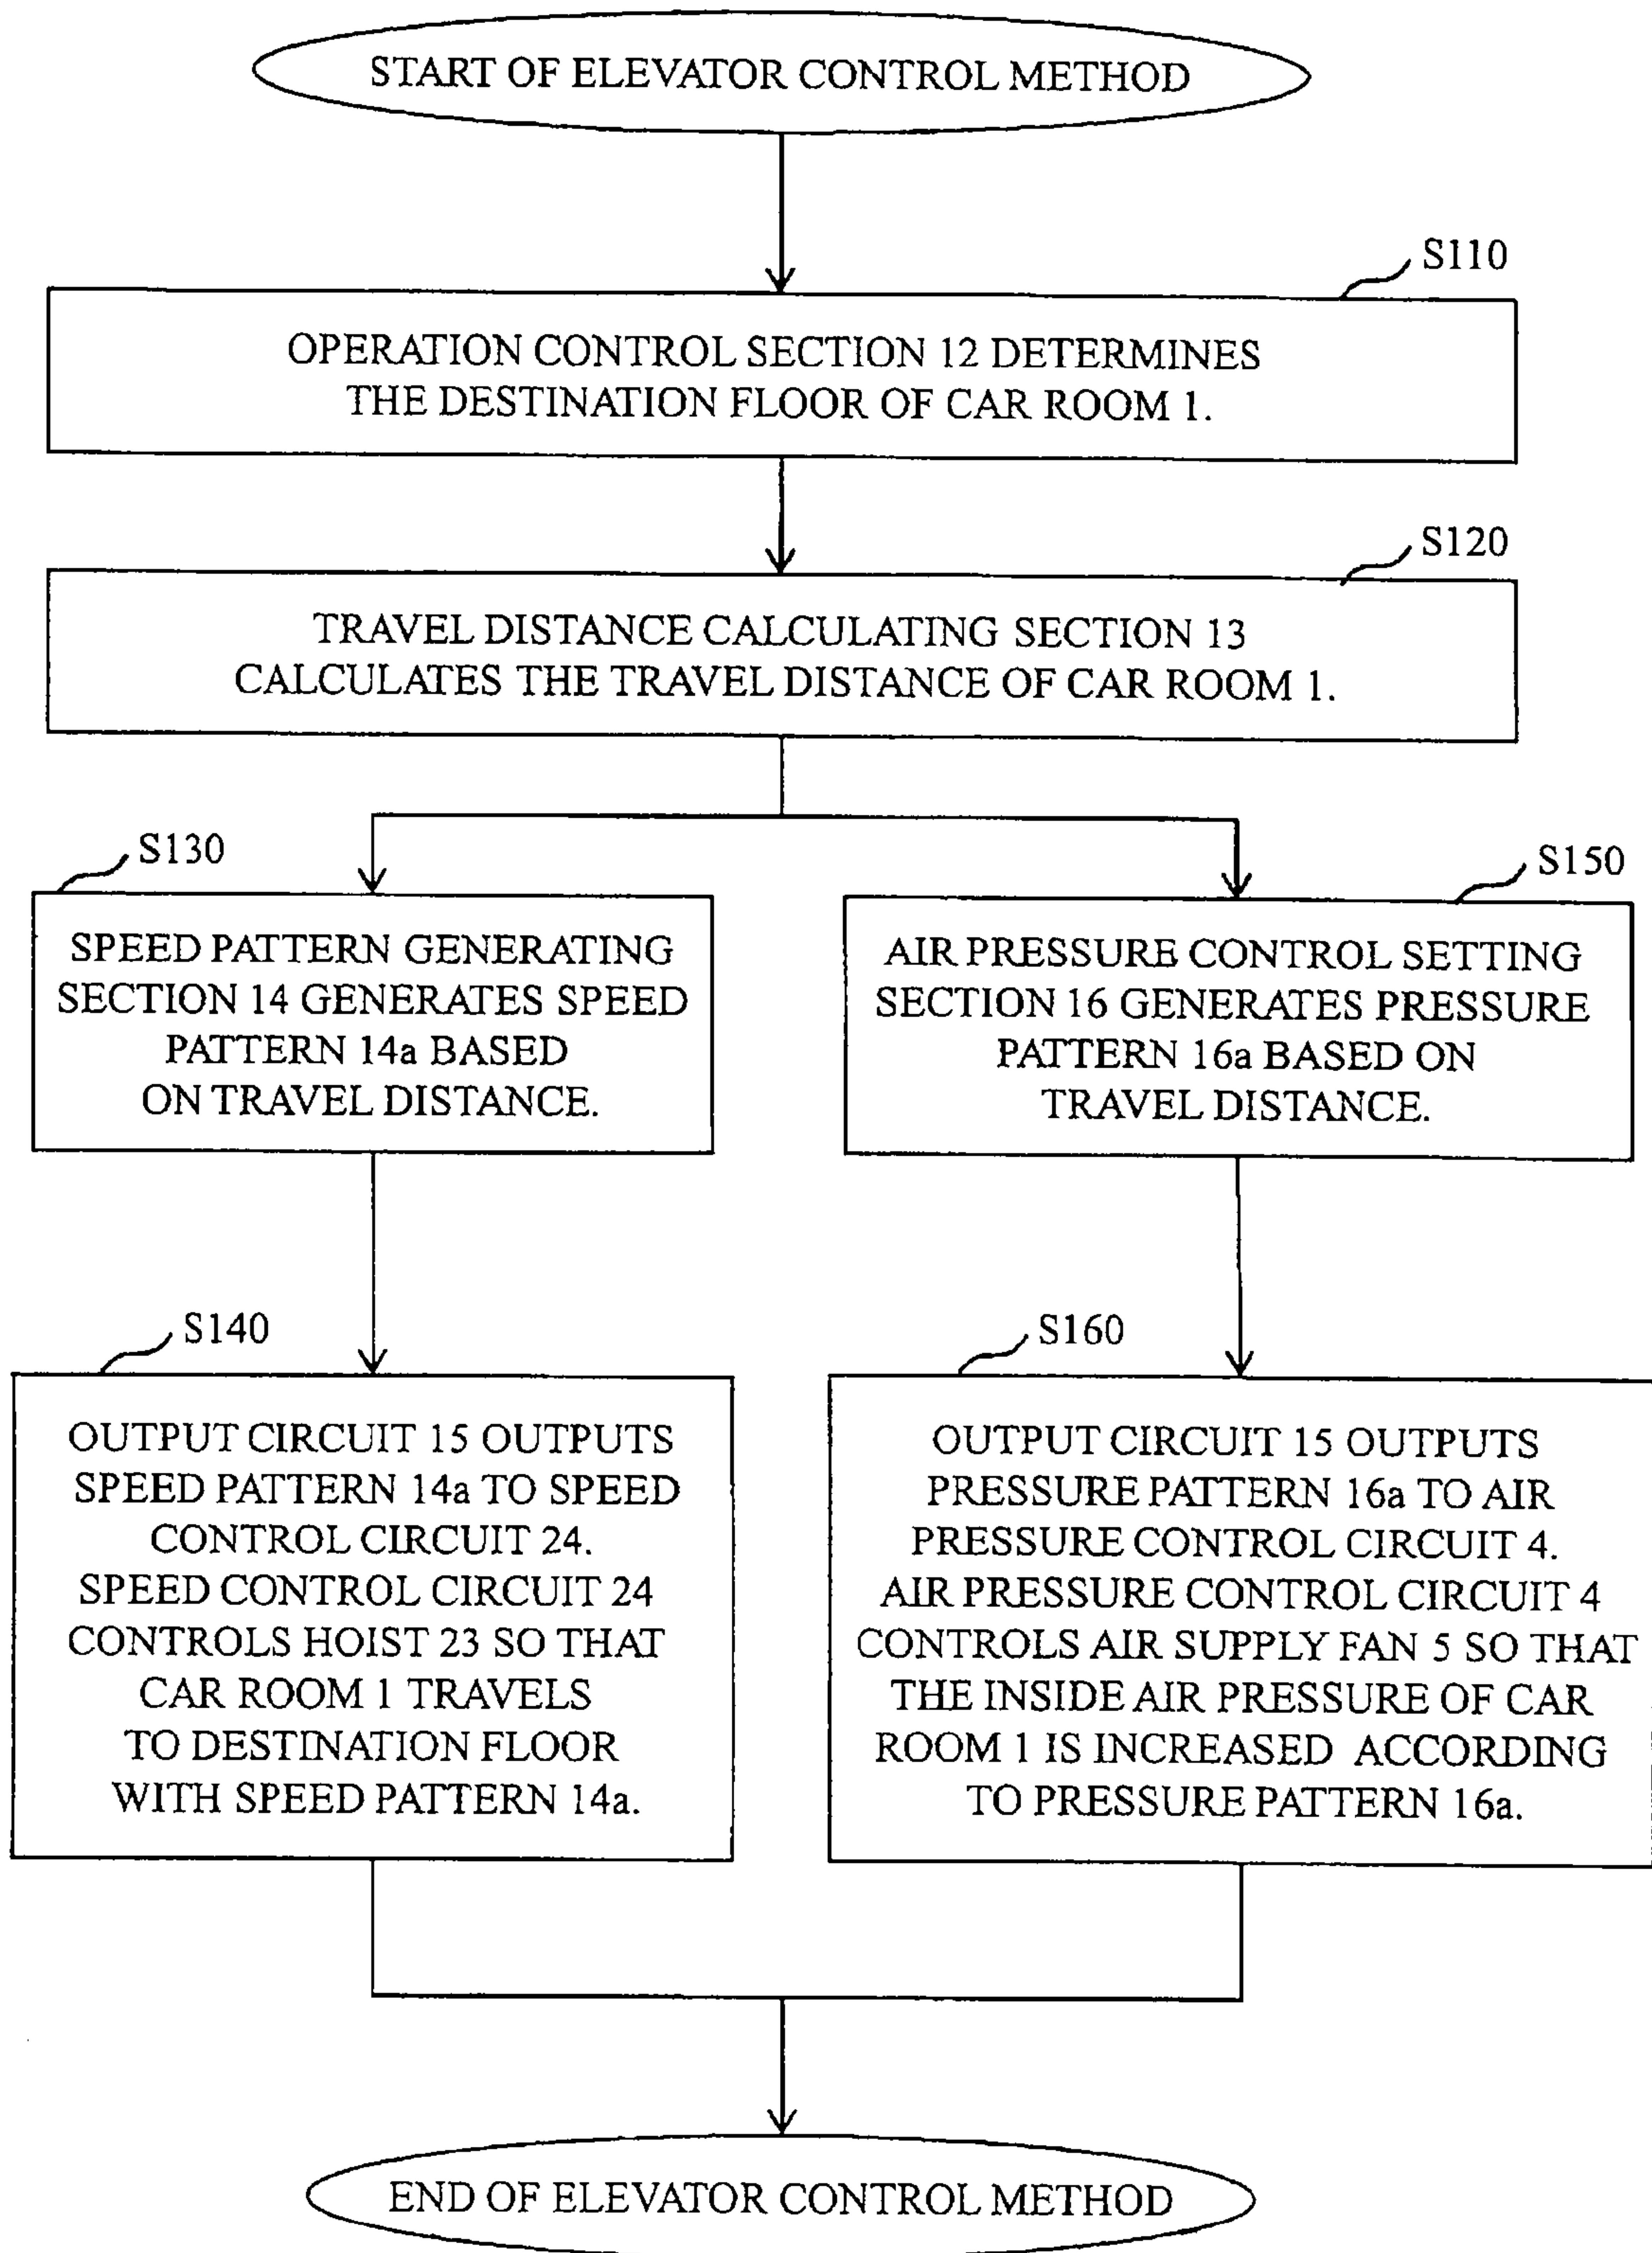 START OF ELEVATOR CONTROL METHOD
S110
OPERATION CONTROL SECTION 12 DETERMINES
THE DESTINATION FLOOR OF CAR ROOM 1.
S120
TRAVEL DISTANCE CALCULATING SECTION 13
CALCULATES THE TRAVEL DISTANCE OF CAR ROOM 1.
S130
SPEED PATTERN GENERATING
SECTION 14 GENERATES SPEED
PATTERN 14a BASED
ON TRAVEL DISTANCE.
S150
AIR PRESSURE CONTROL SETTING
SECTION 16 GENERATES PRESSURE
PATTERN 16a BASED ON
TRAVEL DISTANCE.
S140
OUTPUT CIRCUIT 15 OUTPUTS
SPEED PATTERN 14a TO SPEED
CONTROL CIRCUIT 24.
SPEED CONTROL CIRCUIT 24
CONTROLS HOIST 23 SO THAT
CAR ROOM 1 TRAVELS
TO DESTINATION FLOOR
WITH SPEED PATTERN 14a.
S160
OUTPUT CIRCUIT 15 OUTPUTS
PRESSURE PATTERN 16a TO AIR
PRESSURE CONTROL CIRCUIT 4.
AIR PRESSURE CONTROL CIRCUIT 4
CONTROLS AIR SUPPLY FAN 5 SO THAT
THE INSIDE AIR PRESSURE OF CAR
ROOM 1 IS INCREASED ACCORDING
TO PRESSURE PATTERN 16a.
END OF ELEVATOR CONTROL METHOD